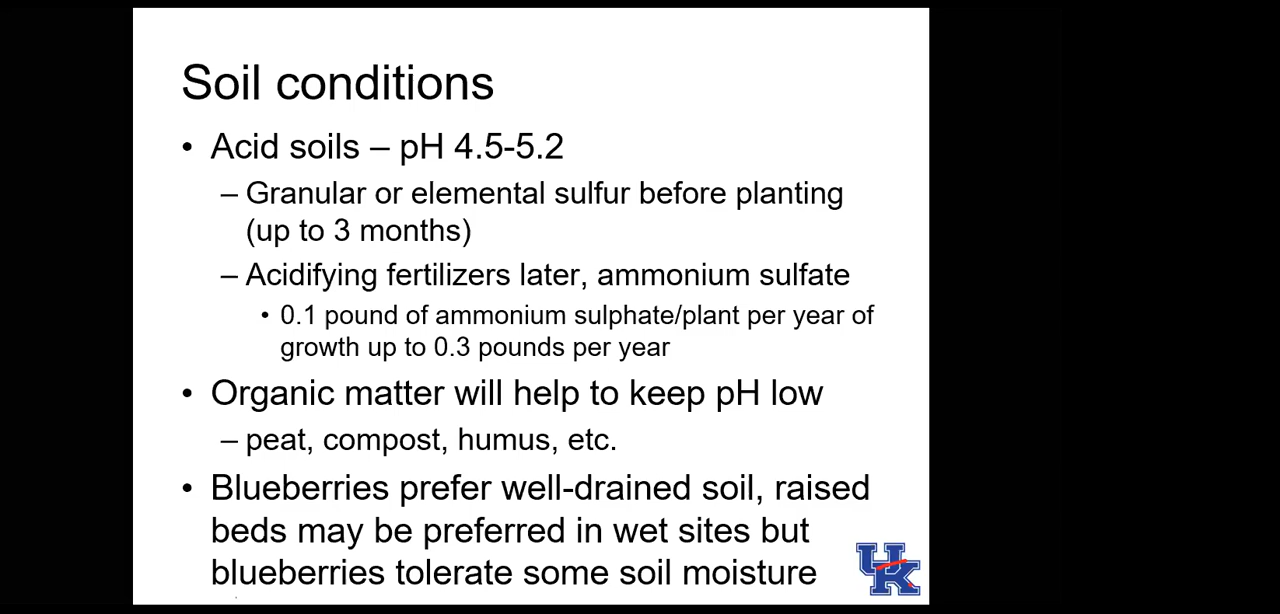 Soil conditions
• Acid soils – pH 4.5-5.2
– Granular or elemental sulfur before planting
(up to 3 months)
– Acidifying fertilizers later, ammonium sulfate
• 0.1 pound of ammonium sulphate/plant per year of
growth up to 0.3 pounds per year
• Organic matter will help to keep pH low
– peat, compost, humus, etc.
• Blueberries prefer well-drained soil, raised
beds may be preferred in wet sites but
blueberries tolerate some soil moisture
UK